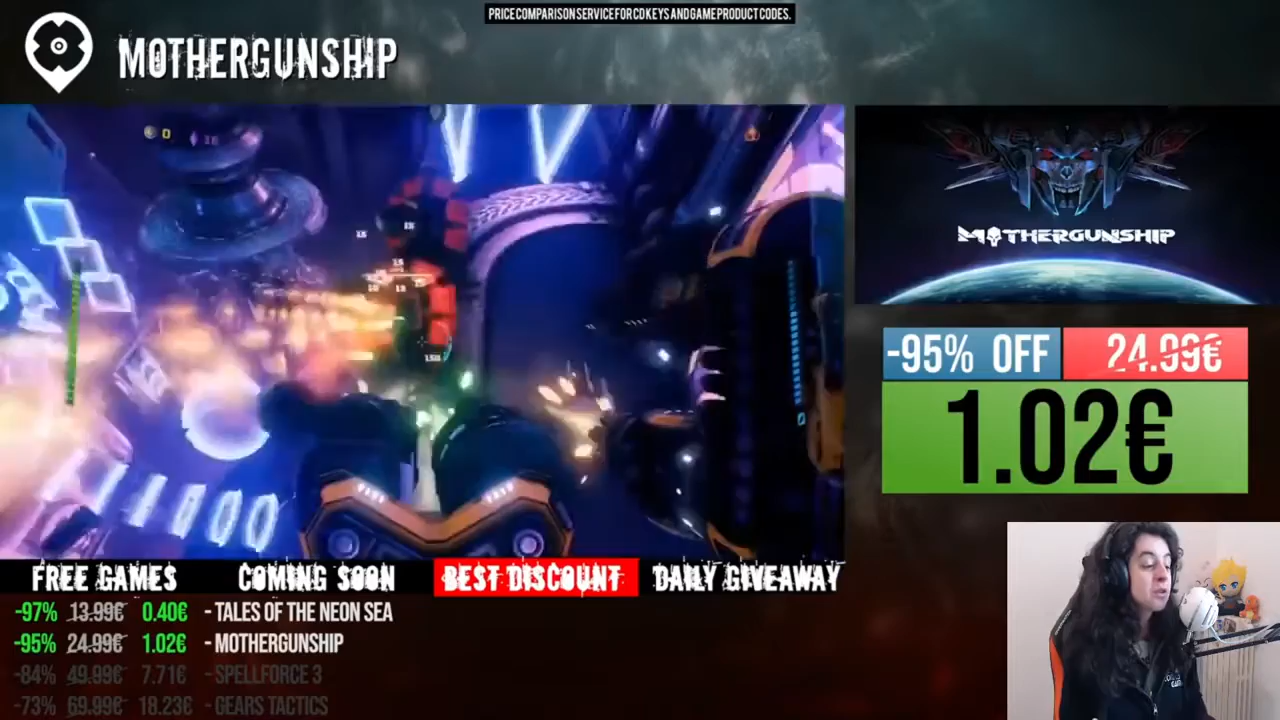 PRICE COMPARISON SERVICE FOR CD KEYS AND GAME PRODUCT CODES.
MOTHERGUNSHIP
0
MOTHERGUNSHIP
-95% OFF 24.99€
1.02€
FREE GAMES COMING SOON BEST DISCOUNT DAILY GIVEAWAY
-97% 13.99€ 0.40€ - TALES OF THE NEON SEA
-95% 24.99€ 1.02€ - MOTHERGUNSHIP
-84% 49.99€ 7.71€ - SPELLFORCE 3
-73% 69.99€ 18.23€ - GEARS TACTICS